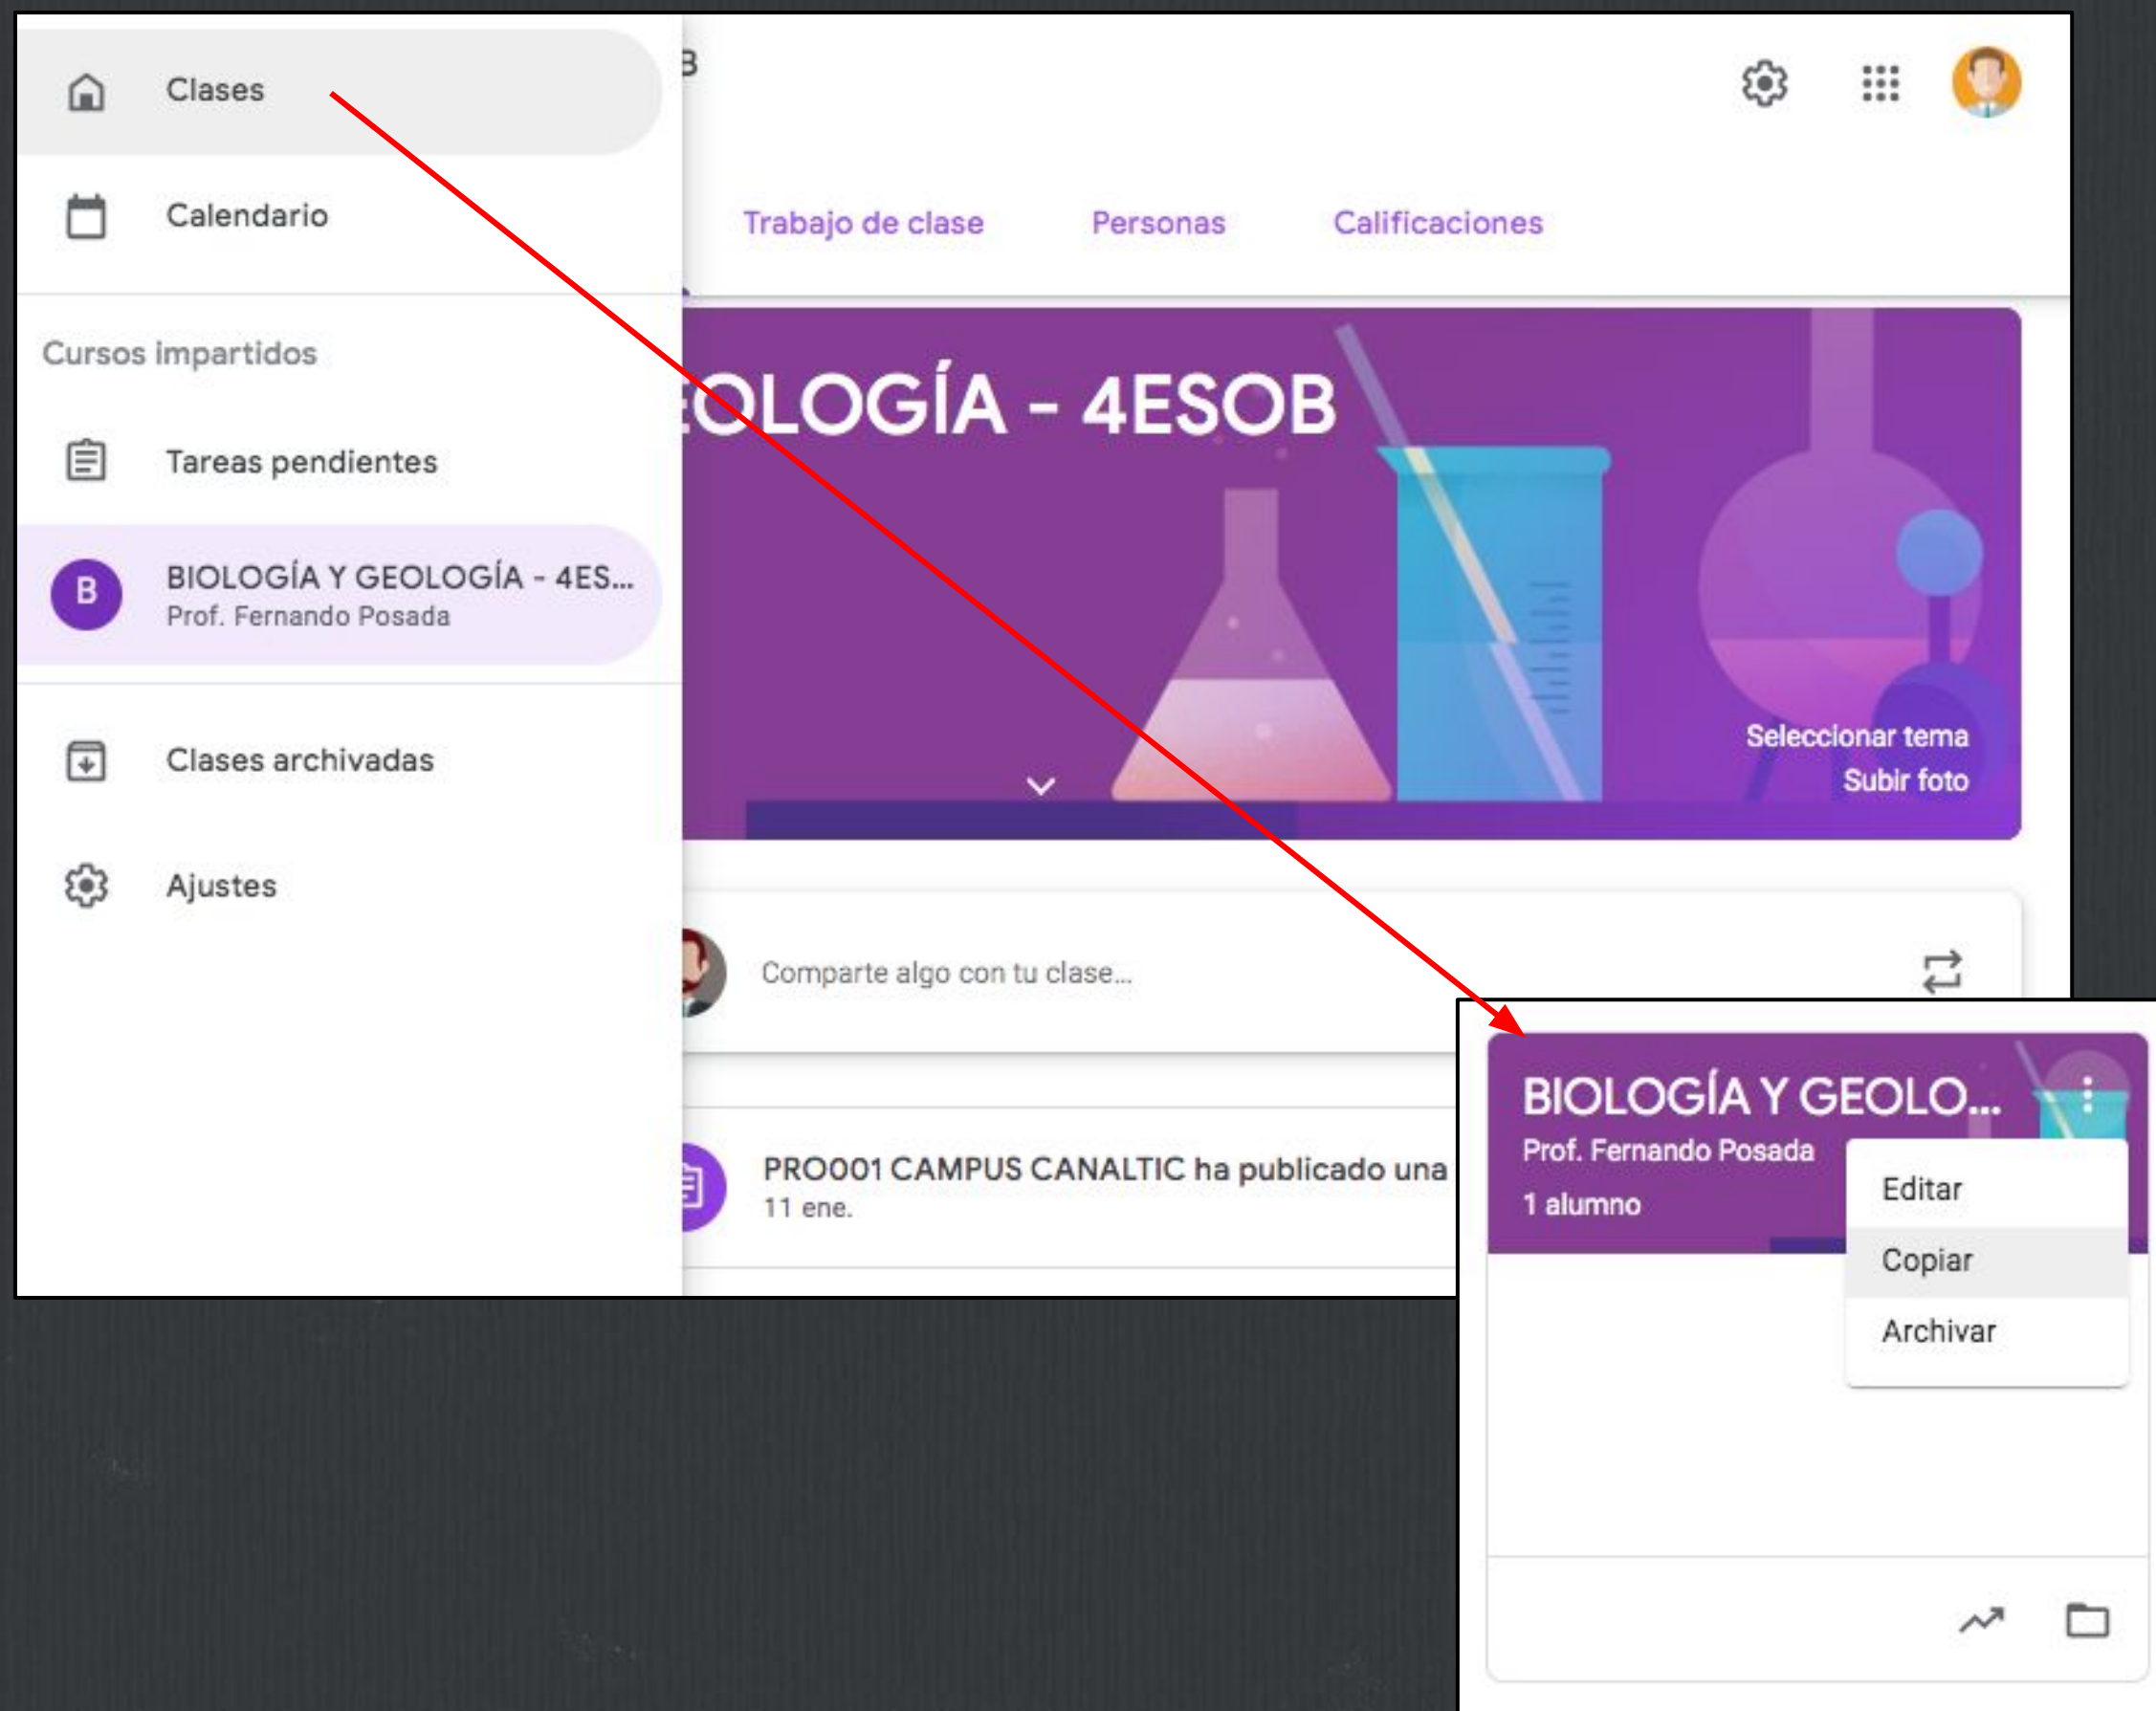 Clases
Calendario
Cursos impartidos
Tareas pendientes
B
BIOLOGÍA Y GEOLOGÍA - 4ES...
Prof. Fernando Posada
Clases archivadas
Ajustes
B
Trabajo de clase Personas Calificaciones
EOLOGÍA - 4ESOB
Seleccionar tema
Subir foto
Comparte algo con tu clase...
PRO001 CAMPUS CANALTIC ha publicado una
11 ene.
BIOLOGÍA Y GEOLO...
Prof. Fernando Posada
1 alumno
Editar
Copiar
Archivar